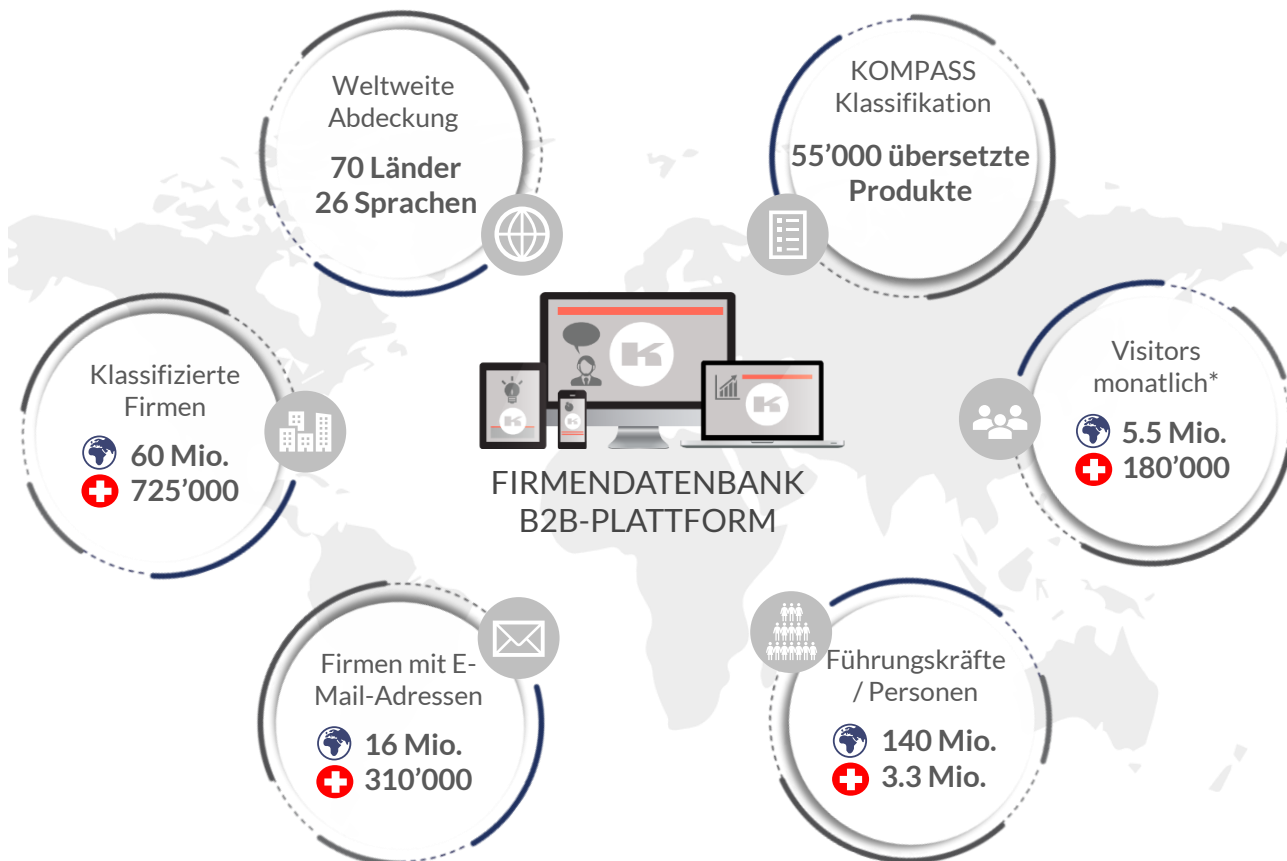 Weltweite
Abdeckung
70 Länder
26 Sprachen
KOMPASS
Klassifikation
55’000 übersetzte
Produkte
Klassifizierte
Firmen
60 Mio.
725’000
FIRMENDATENBANK
B2B-PLATTFORM
Visitors
monatlich*
5.5 Mio.
180’000
Firmen mit E-
Mail-Adressen
16 Mio.
310’000
Führungskräfte
/ Personen
140 Mio.
3.3 Mio.